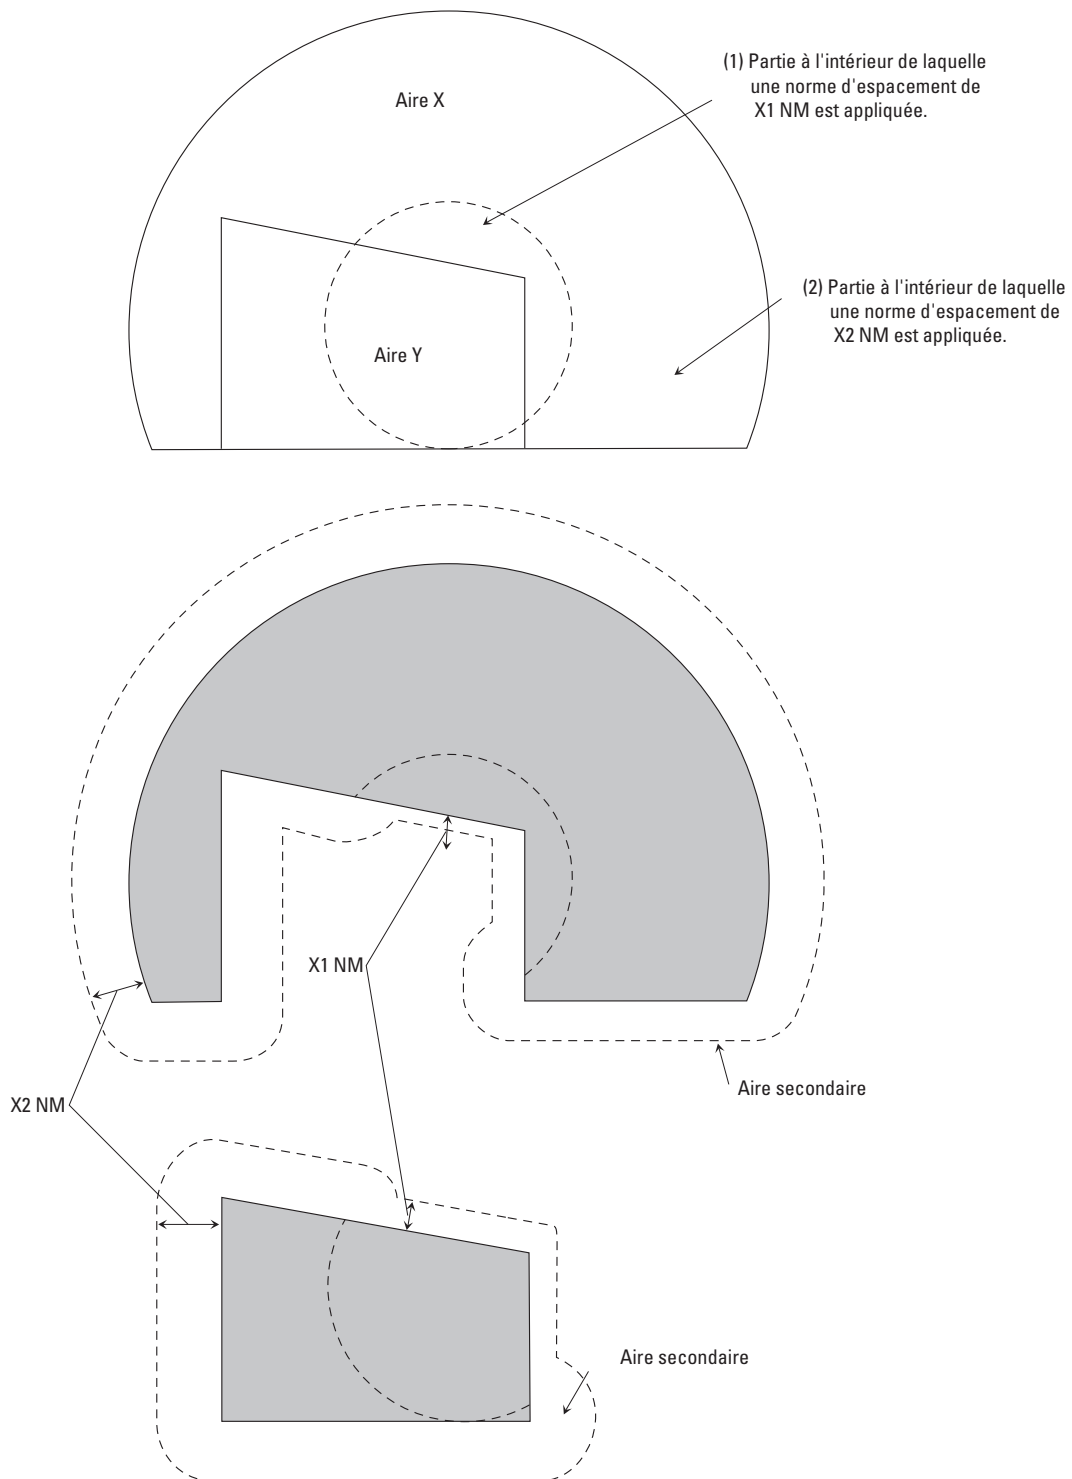 (1) Partie à l'intérieur de laquelle
une norme d'espacement de
X1 NM est appliquée.
Aire X
(2) Partie à l'intérieur de laquelle
une norme d'espacement de
X2 NM est appliquée.
Aire Y
X1 NM
Aire secondaire
X2 NM
Aire secondaire